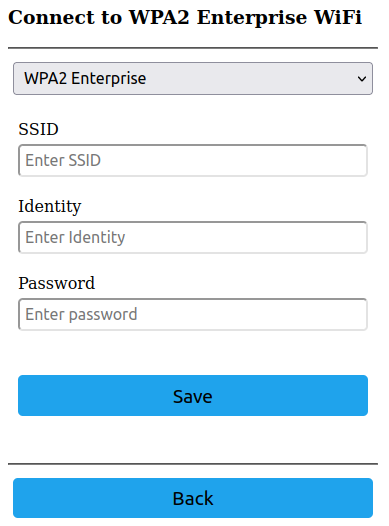 Connect to WPA2 Enterprise WiFi
WPA2 Enterprise
SSID
Enter SSID
Identity
Enter Identity
Password
Enter password
Save
Back